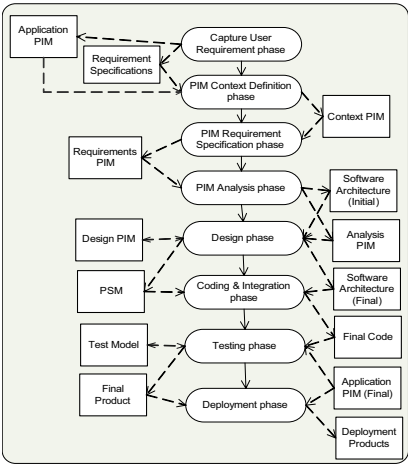 Application
PIM
Capture User
Requirement phase
Requirement
Specifications
PIM Context Definition
phase
Context PIM
PIM Requirement
Specification phase
Requirements
PIM
PIM Analysis phase
Software
Architecture
(Initial)
Design PIM
Design phase
Analysis
PIM
PSM
Coding & Integration
phase
Software
Architecture
(Final)
Test Model
Testing phase
Final Code
Final
Product
Application
PIM (Final)
Deployment phase
Deployment
Products